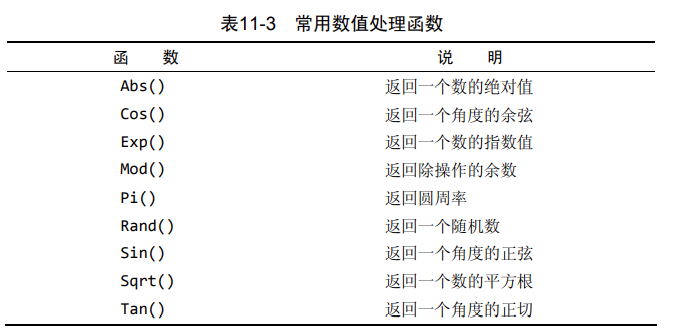 表11-3 常用数值处理函数
函 数 说 明
Abs() 返回一个数的绝对值
Cos() 返回一个角度的余弦
Exp() 返回一个数的指数值
Mod() 返回除操作的余数
Pi() 返回圆周率
Rand() 返回一个随机数
Sin() 返回一个角度的正弦
Sqrt() 返回一个数的平方根
Tan() 返回一个角度的正切